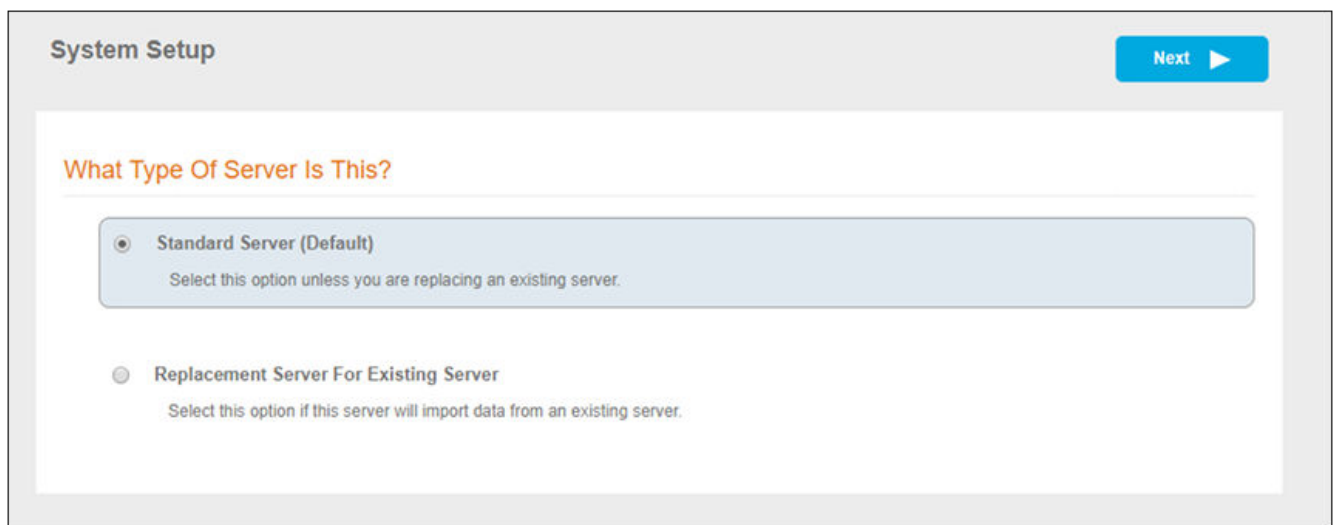 System Setup
Next
What Type Of Server Is This?
Standard Server (Default)
Select this option unless you are replacing an existing server.
Replacement Server For Existing Server
Select this option if this server will import data from an existing server.